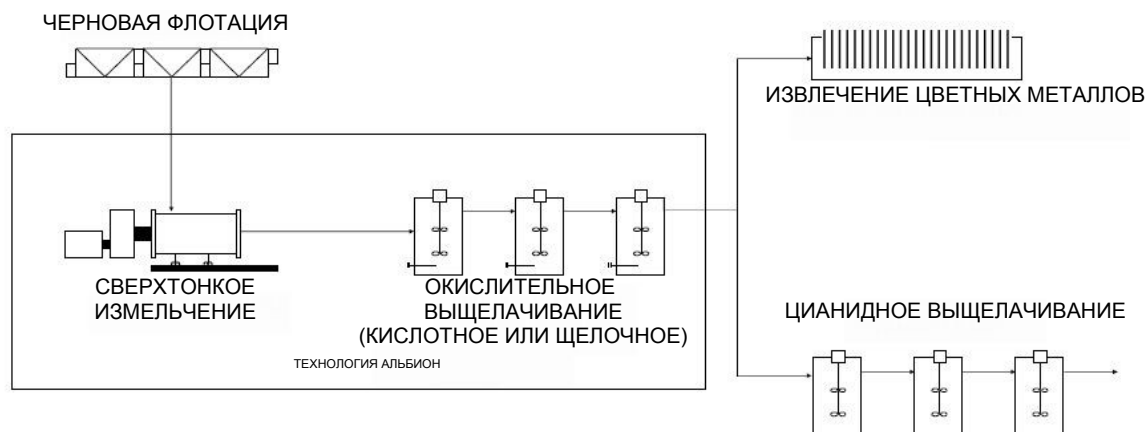 ЧЕРНОВАЯ ФЛОТАЦИЯ
ИЗВЛЕЧЕНИЕ ЦВЕТНЫХ МЕТАЛЛОВ
СВЕРХТОНКОЕ
ИЗМЕЛЬЧЕНИЕ
ОКИСЛИТЕЛЬНОЕ
ВЫЩЕЛАЧИВАНИЕ
(КИСЛОТНОЕ ИЛИ ЩЕЛОЧНОЕ)
ТЕХНОЛОГИЯ АЛЬБИОН
ЦИАНИДНОЕ ВЫЩЕЛАЧИВАНИЕ